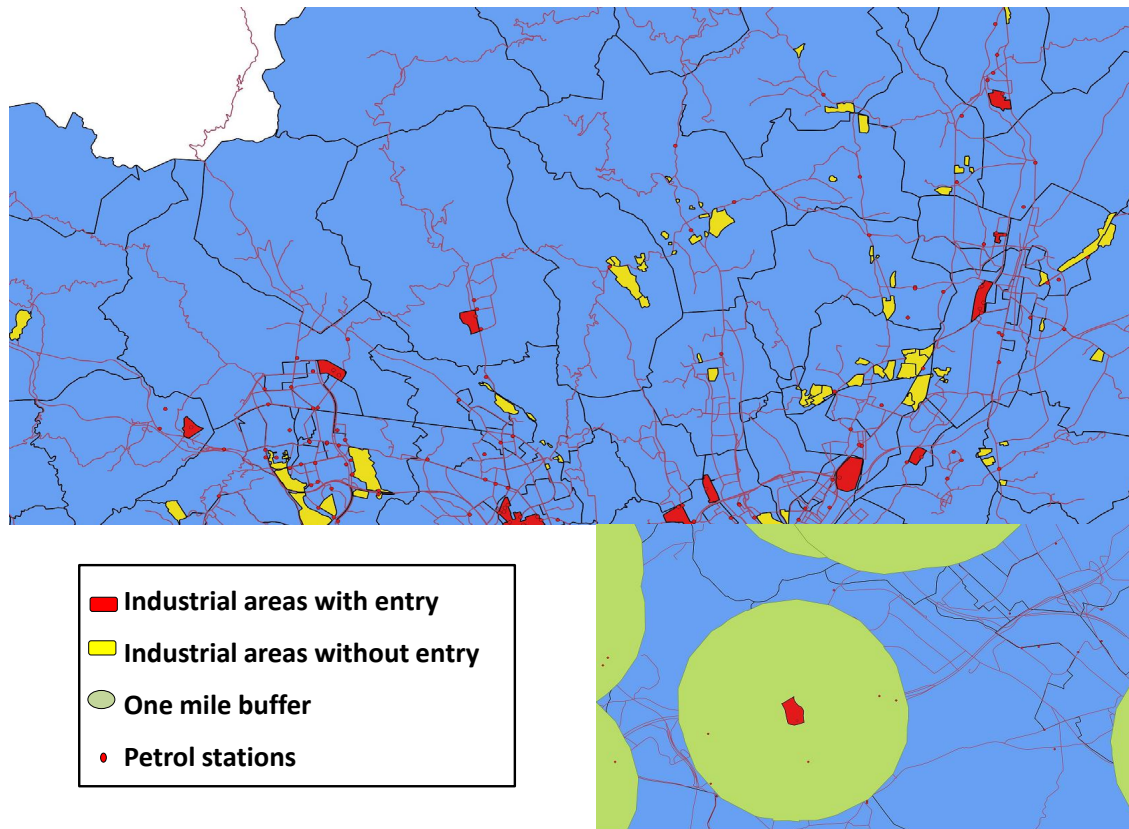 Industrial areas with entry
Industrial areas without entry
One mile buffer
Petrol stations